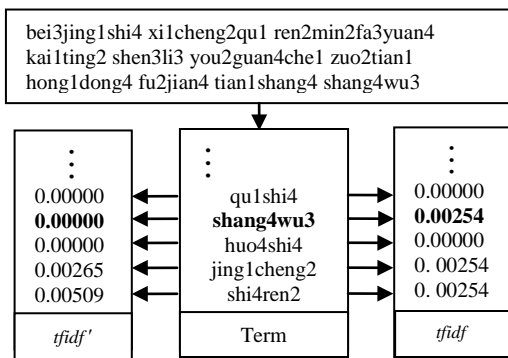 bei3jing1shi4 xi1cheng2qu1 ren2min2fa3yuan4
kai1ting2 shen3li3 you2guan4che1 zuo2tian1
hong1dong4 fu2jian4 tian1shang4 shang4wu3
⋮ ⋮ ⋮
0.00000 qu1shi4 0.00000
0.00000 shang4wu3 0.00254
0.00000 huo4shi4 0.00000
0.00265 jing1cheng2 0. 00254
0.00509 shi4ren2 0. 00254
tfidf' Term tfidf